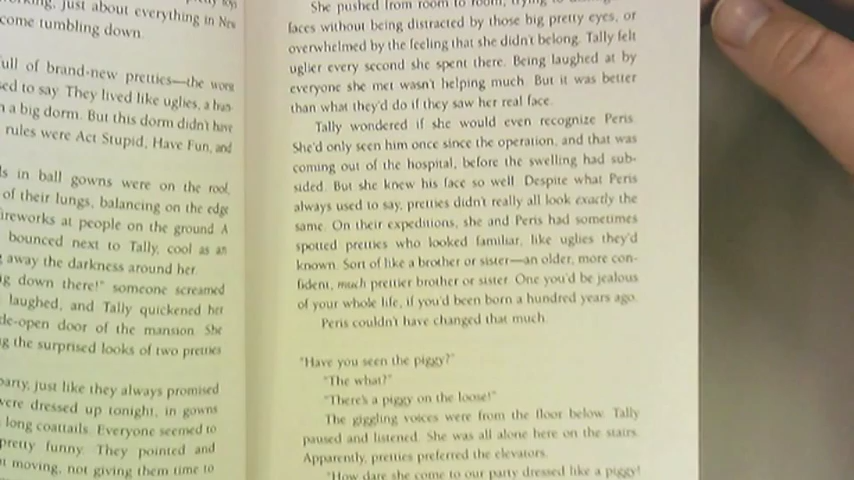 orking, just about everything in New
come tumbling down.
full of brand-new pretties—the worst
sed to say. They lived like uglies, a hun-
n a big dorm. But this dorm didn't have
rules were Act Stupid, Have Fun, and
ls in ball gowns were on the roof,
of their lungs, balancing on the edge
fireworks at people on the ground. A
bounced next to Tally, cool as an
away the darkness around her.
g down there!" someone screamed
laughed, and Tally quickened her
de-open door of the mansion. She
g the surprised looks of two pretties
party, just like they always promised
were dressed up tonight, in gowns
long coattails. Everyone seemed to
pretty funny. They pointed and
t moving, not giving them time to
She pushed from room to room, trying to
faces without being distracted by those big pretty eyes, or
overwhelmed by the feeling that she didn't belong. Tally felt
uglier every second she spent there. Being laughed at by
everyone she met wasn't helping much. But it was better
than what they'd do if they saw her real face.
Tally wondered if she would even recognize Peris.
She'd only seen him once since the operation, and that was
coming out of the hospital, before the swelling had sub-
sided. But she knew his face so well. Despite what Peris
always used to say, pretties didn't really all look exactly the
same. On their expeditions, she and Peris had sometimes
spotted pretties who looked familiar, like uglies they'd
known. Sort of like a brother or sister—an older, more con-
fident, much prettier brother or sister. One you'd be jealous
of your whole life, if you'd been born a hundred years ago.
Peris couldn't have changed that much.
"Have you seen the piggy?"
"The what?"
"There's a piggy on the loose!"
The giggling voices were from the floor below. Tally
paused and listened. She was all alone here on the stairs.
Apparently, pretties preferred the elevators.
"How dare she come to our party dressed like a piggy!